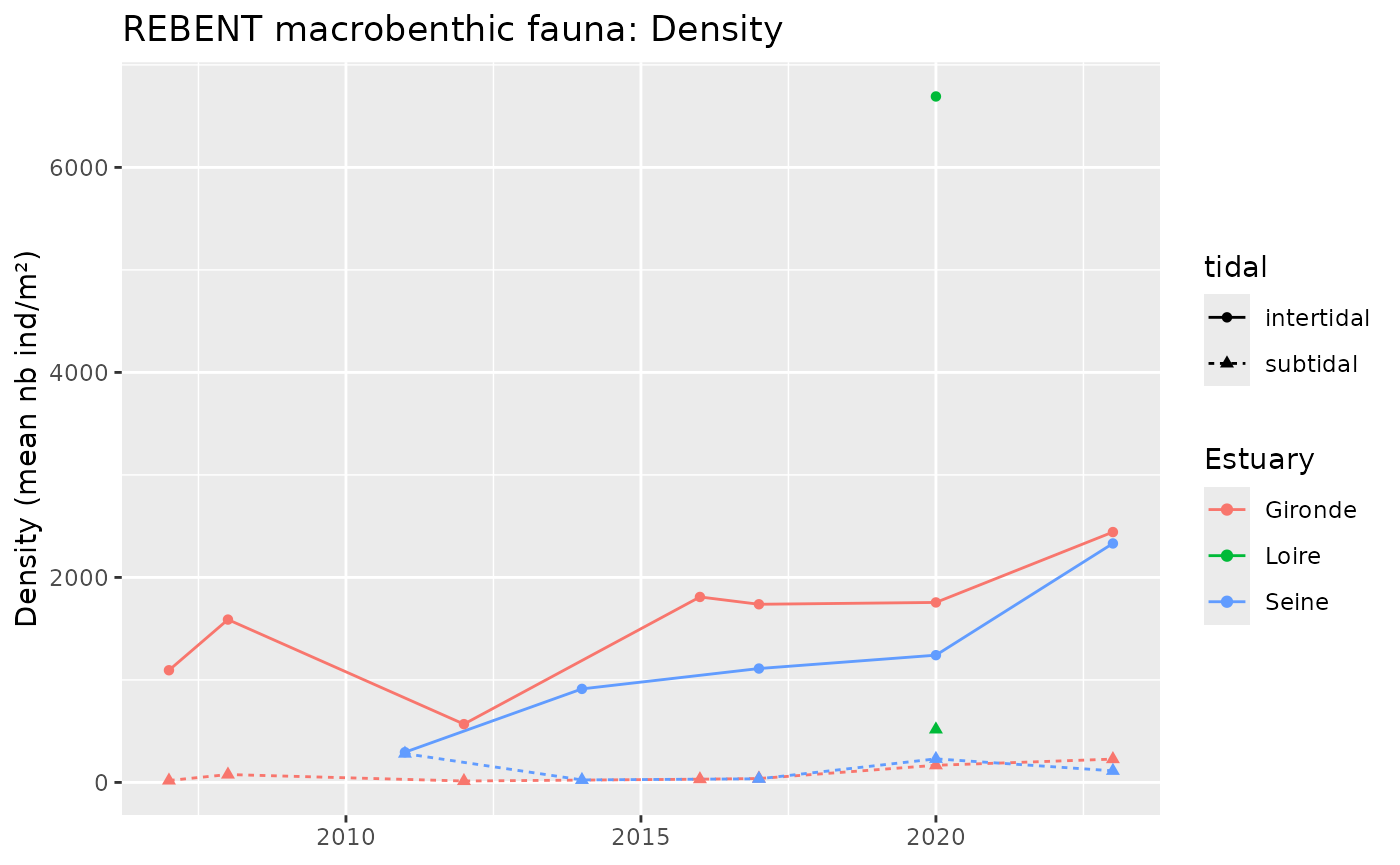 REBENT macrobenthic fauna: Density
Density (mean nb ind/m²)
6000
4000
2000
0
2010
2015
2020
tidal
intertidal
subtidal
Estuary
Gironde
Loire
Seine